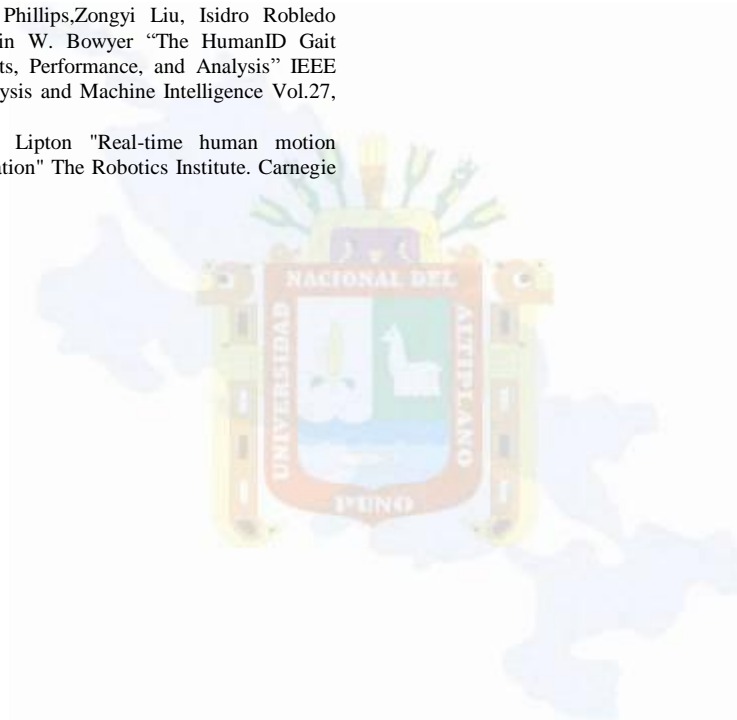 Phillips,Zongyi Liu, Isidro Robledo
in W. Bowyer “The HumanID Gait
ts, Performance, and Analysis” IEEE
ysis and Machine Intelligence Vol.27,
Lipton "Real-time human motion
ation" The Robotics Institute. Carnegie
NACIONAL DEL
UNIVERSIDAD
ALTIPLANO
PUNO